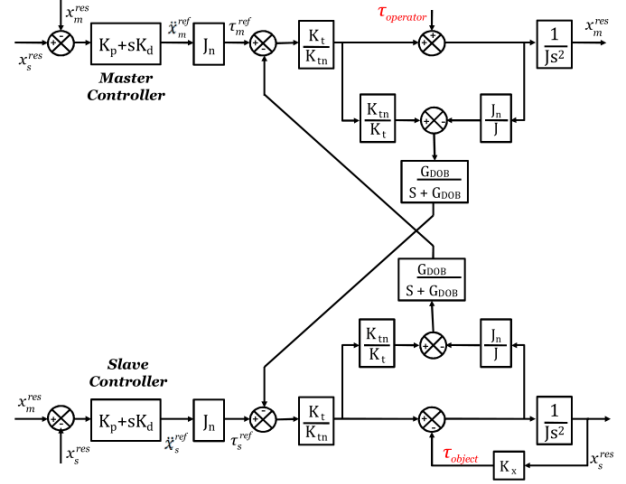 x_m^res
τ_operator
x_s^res
K_p+sK_d
ẍ_m^ref
J_n
τ_m^ref
K_t
K_tn
1
Js²
x_m^res
Master
Controller
K_tn
K_t
J_n
J
G_DOB
S + G_DOB
G_DOB
S + G_DOB
K_tn
K_t
J_n
J
Slave
Controller
x_m^res
K_p+sK_d
ẍ_s^ref
J_n
τ_s^ref
K_t
K_tn
1
Js²
x_s^res
τ_object
K_x
x_s^res